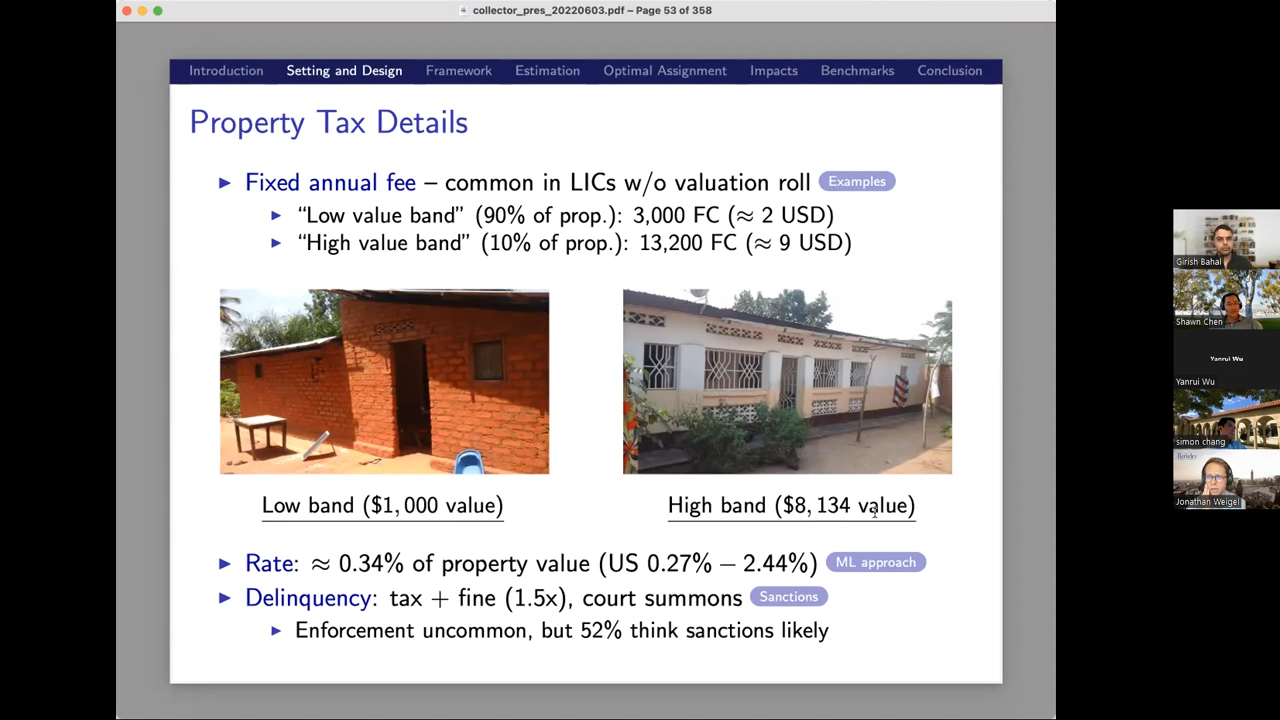 collector_pres_20220603.pdf – Page 53 of 358
Introduction Setting and Design Framework Estimation Optimal Assignment Impacts Benchmarks Conclusion
Property Tax Details
Fixed annual fee – common in LICs w/o valuation roll Examples
“Low value band” (90% of prop.): 3,000 FC (≈ 2 USD)
“High value band” (10% of prop.): 13,200 FC (≈ 9 USD)
Low band ($1,000 value)
High band ($8,134 value)
Rate: ≈ 0.34% of property value (US 0.27% – 2.44%) ML approach
Delinquency: tax + fine (1.5x), court summons Sanctions
Enforcement uncommon, but 52% think sanctions likely
Girish Bahal
Shawn Chen
Yanrui Wu
Yanrui Wu
simon chang
Berkeley
Jonathan Weigel